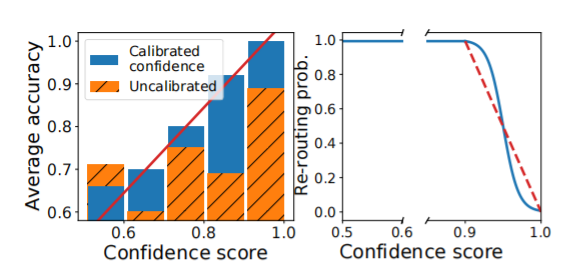 Calibrated
confidence
Uncalibrated
Average accuracy
1.0
0.9
0.8
0.7
0.6
0.6 0.8 1.0
Confidence score
Re-routing prob.
1.0
0.8
0.6
0.4
0.2
0.0
0.5 0.6 0.9 1.0
Confidence score